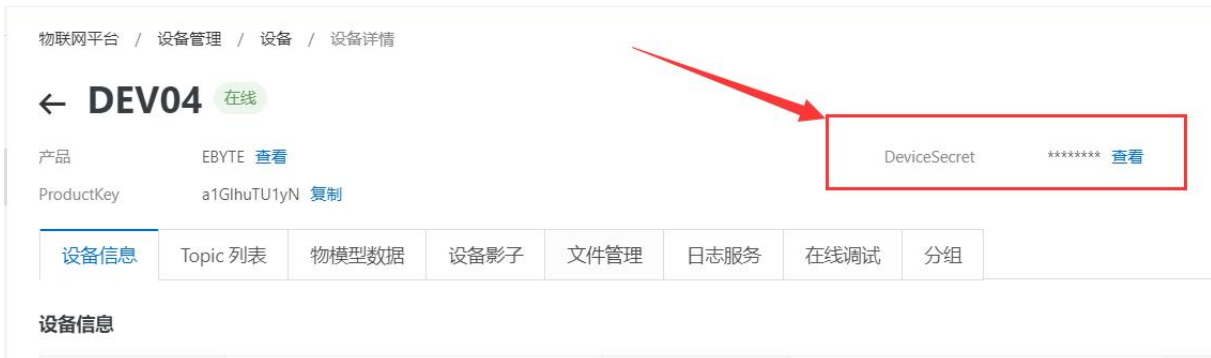 物联网平台 / 设备管理 / 设备 / 设备详情
← DEV04 在线
产品 EBYTE 查看 DeviceSecret ******** 查看
ProductKey a1GlhuTU1yN 复制
设备信息 Topic 列表 物模型数据 设备影子 文件管理 日志服务 在线调试 分组
设备信息